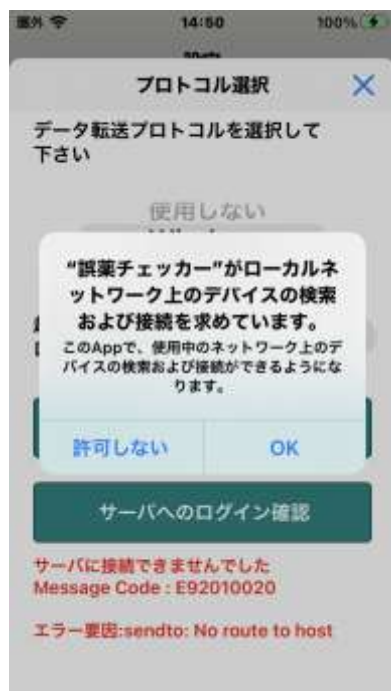 圏外 14:50 100%
プロトコル選択
データ転送プロトコルを選択して
下さい
使用しない
“誤薬チェッカー”がローカルネ
ットワーク上のデバイスの検索
および接続を求めています。
このAppで、使用中のネットワーク上のデ
バイスの検索および接続ができるようにな
ります。
許可しない OK
サーバへのログイン確認
サーバに接続できませんでした
Message Code : E92010020
エラー要因:sendto: No route to host